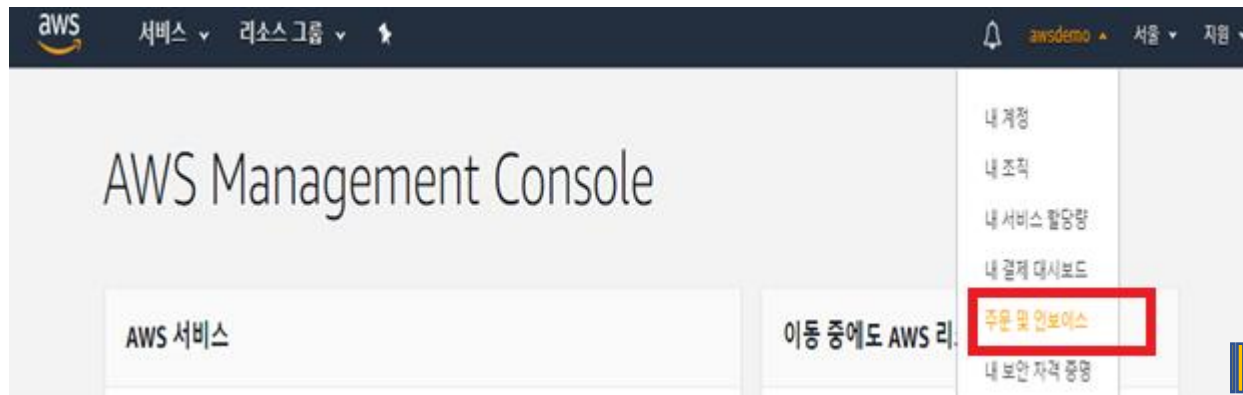 aws 서비스 리소스 그룹 awsdemo 서울 지원
내 계정
내 조직
AWS Management Console
내 서비스 할당량
내 결제 대시보드
주문 및 인보이스
AWS 서비스
이동 중에도 AWS 리
내 보안 자격 증명